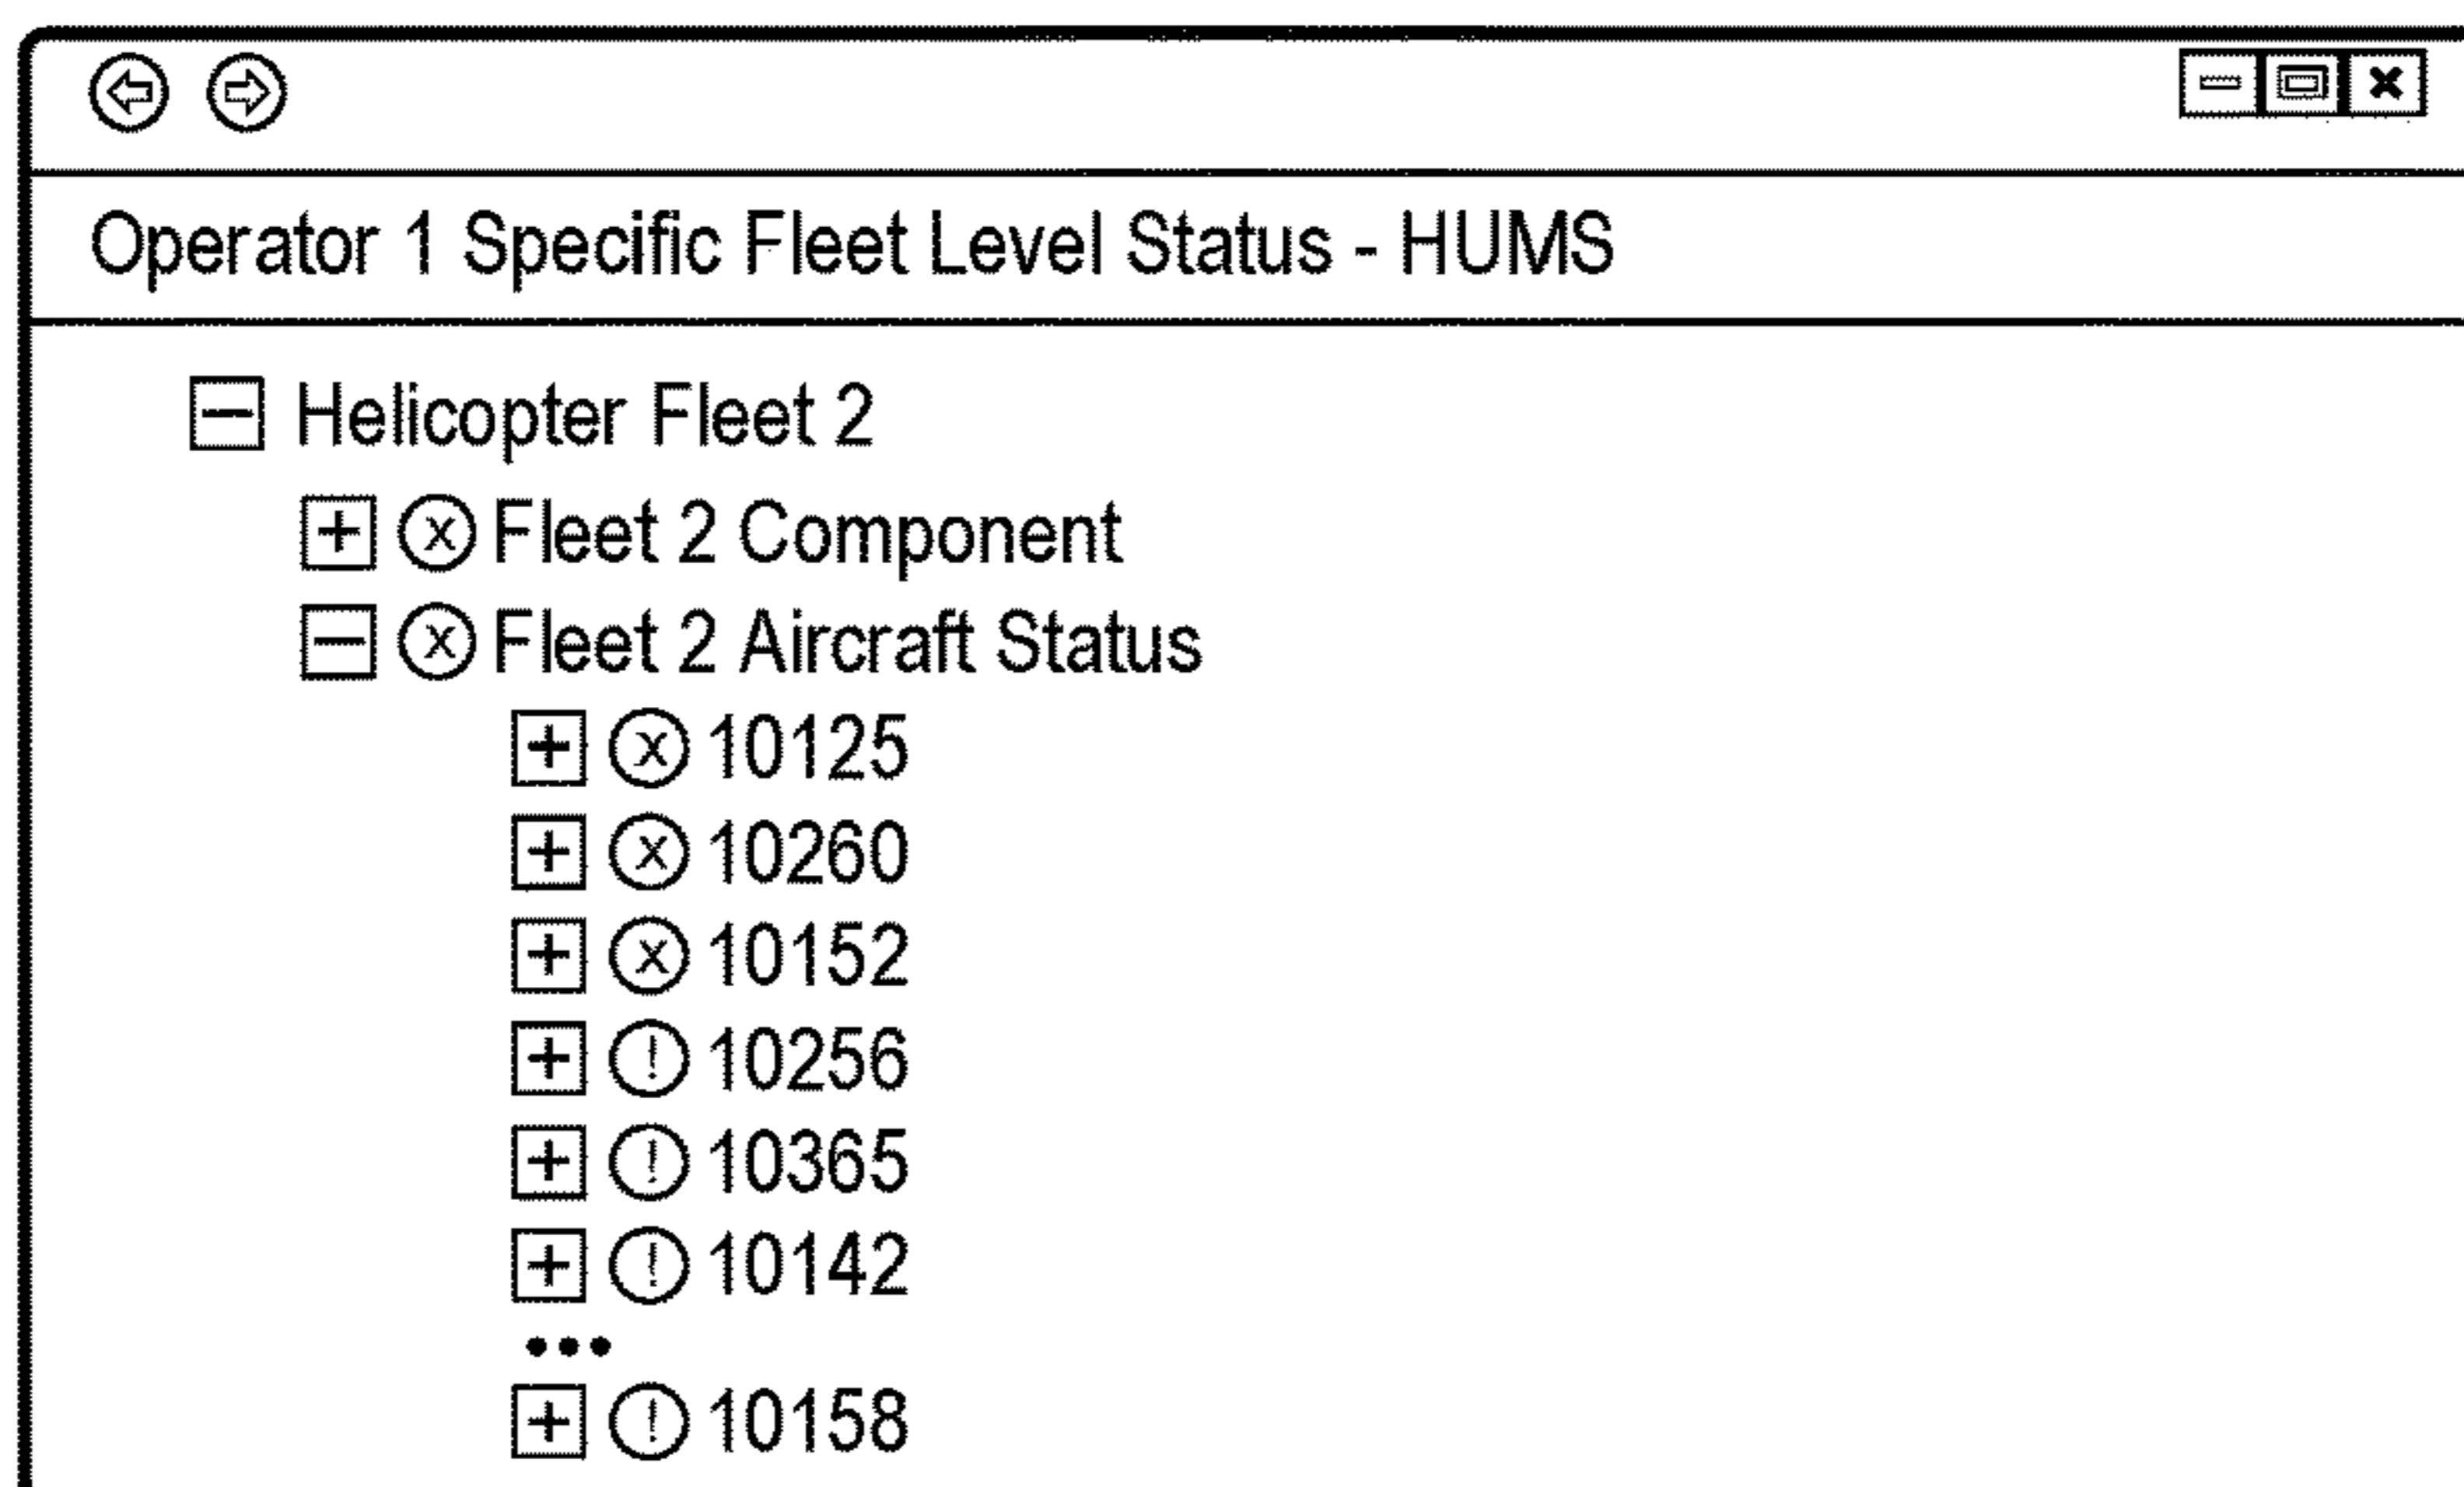 Operator 1 Specific Fleet Level Status - HUMS
Helicopter Fleet 2
+ x Fleet 2 Component
x Fleet 2 Aircraft Status
+ x 10125
+ x 10260
+ x 10152
+ ! 10256
+ ! 10365
+ ! 10142
•••
+ ! 10158